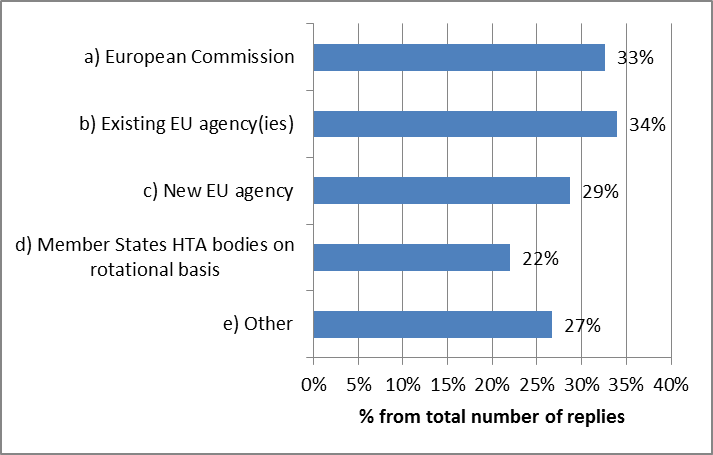 a) European Commission
33%
b) Existing EU agency(ies)
34%
c) New EU agency
29%
d) Member States HTA bodies on
rotational basis
22%
e) Other
27%
0% 5% 10% 15% 20% 25% 30% 35% 40%
% from total number of replies